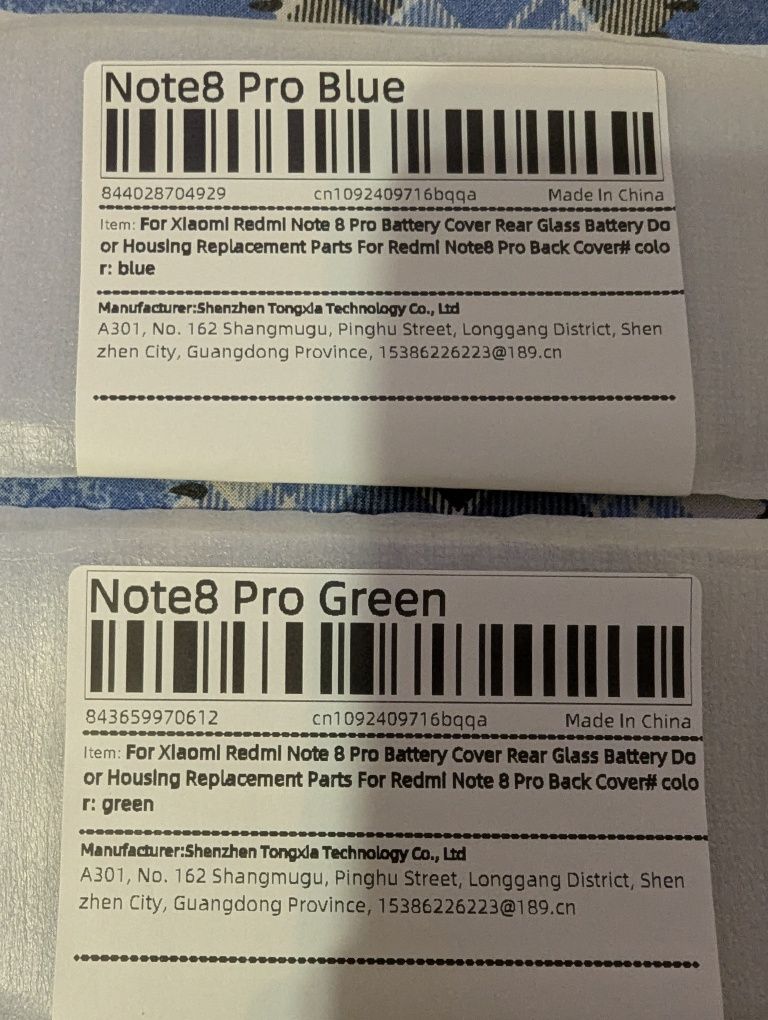 Note8 Pro Blue
844028704929 cn1092409716bqqa Made In China
Item: For Xiaomi Redmi Note 8 Pro Battery Cover Rear Glass Battery Do
or Housing Replacement Parts For Redmi Note8 Pro Back Cover# colo
r: blue
Manufacturer:Shenzhen Tongxia Technology Co., Ltd
A301, No. 162 Shangmugu, Pinghu Street, Longgang District, Shen
zhen City, Guangdong Province, 15386226223@189.cn
Note8 Pro Green
843659970612 cn1092409716bqqa Made In China
Item: For Xiaomi Redmi Note 8 Pro Battery Cover Rear Glass Battery Do
or Housing Replacement Parts For Redmi Note 8 Pro Back Cover# colo
r: green
Manufacturer:Shenzhen Tongxia Technology Co., Ltd
A301, No. 162 Shangmugu, Pinghu Street, Longgang District, Shen
zhen City, Guangdong Province, 15386226223@189.cn